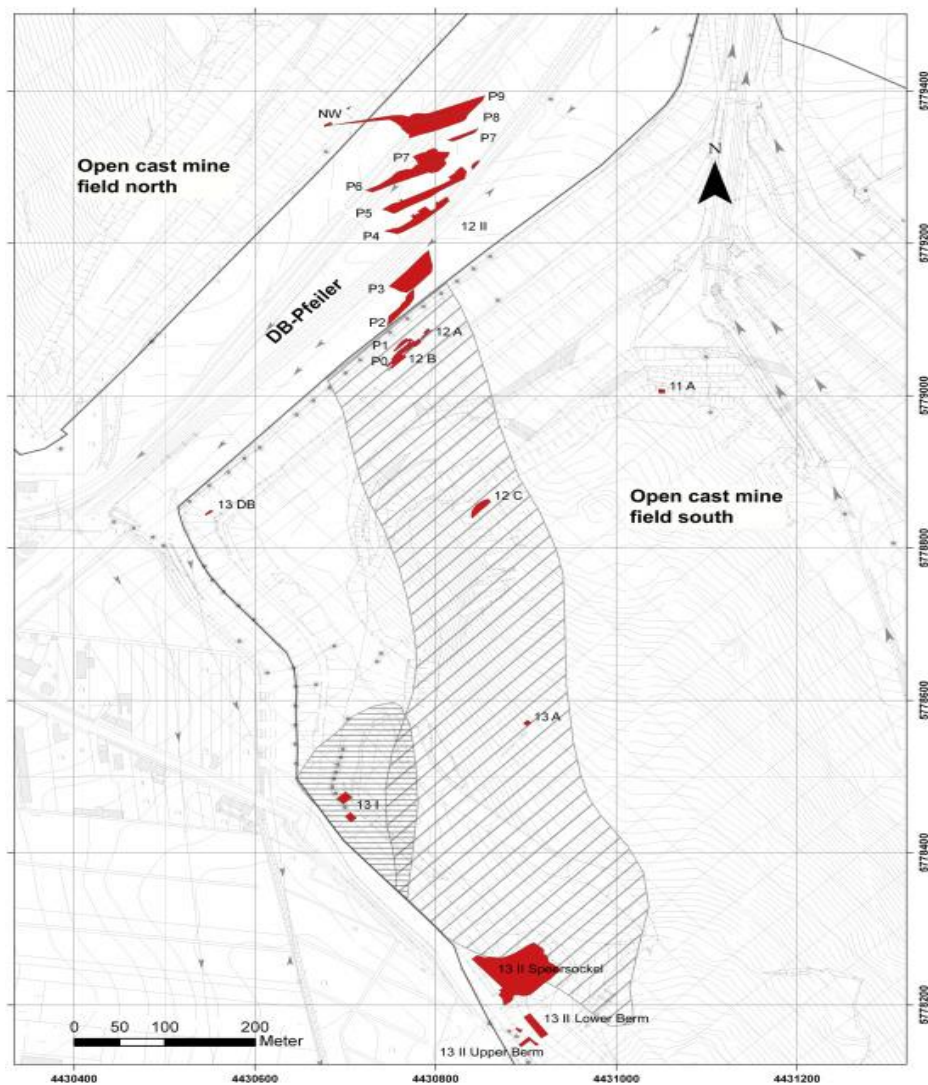 5779400
P9
NW
P8
P7
Open cast mine
field north
P7
N
P6
P5
12 II
P4
5779200
P3
DB-Pfeiler
P2
12 A
P1
12 B
P0
11 A
5779000
13 DB
12 C
Open cast mine
field south
5778800
13 A
5778600
13 I
5778400
13 II Speersockel
5778200
13 II Lower Berm
0 50 100 200
Meter
13 II Upper Berm
4430400 4430600 4430800 4431000 4431200